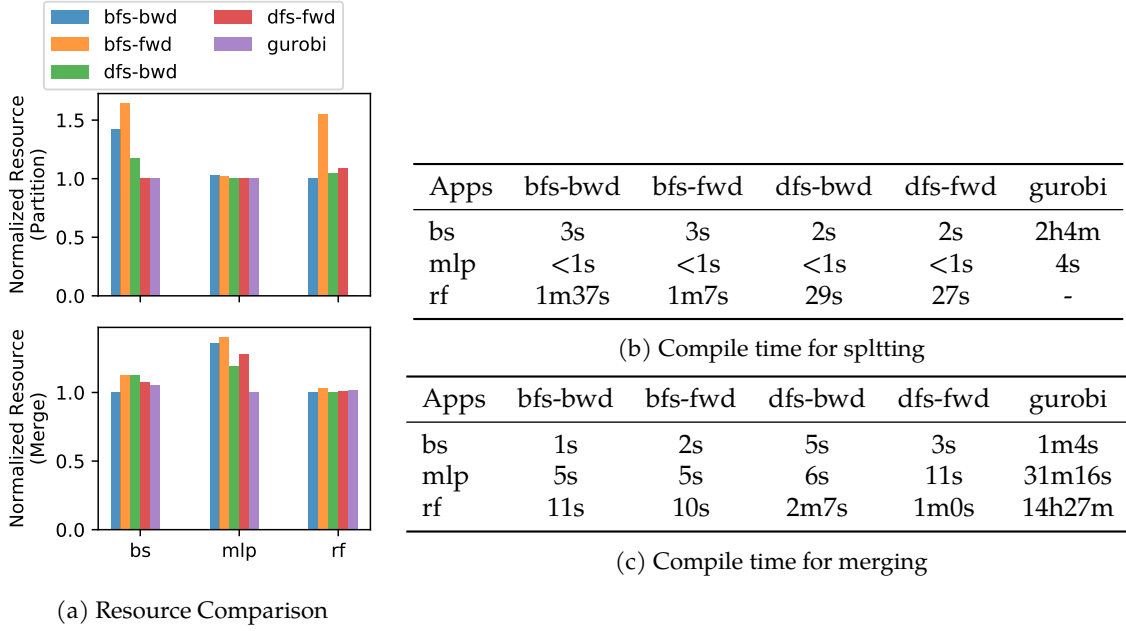 bfs-bwd
bfs-fwd
dfs-bwd
dfs-fwd
gurobi
Normalized Resource
(Partition)
1.5
1.0
0.5
0.0
Normalized Resource
(Merge)
1.0
0.5
0.0
bs mlp rf
(a) Resource Comparison
Apps bfs-bwd bfs-fwd dfs-bwd dfs-fwd gurobi
bs 3s 3s 2s 2s 2h4m
mlp <1s <1s <1s <1s 4s
rf 1m37s 1m7s 29s 27s -
(b) Compile time for spltting
Apps bfs-bwd bfs-fwd dfs-bwd dfs-fwd gurobi
bs 1s 2s 5s 3s 1m4s
mlp 5s 5s 6s 11s 31m16s
rf 11s 10s 2m7s 1m0s 14h27m
(c) Compile time for merging